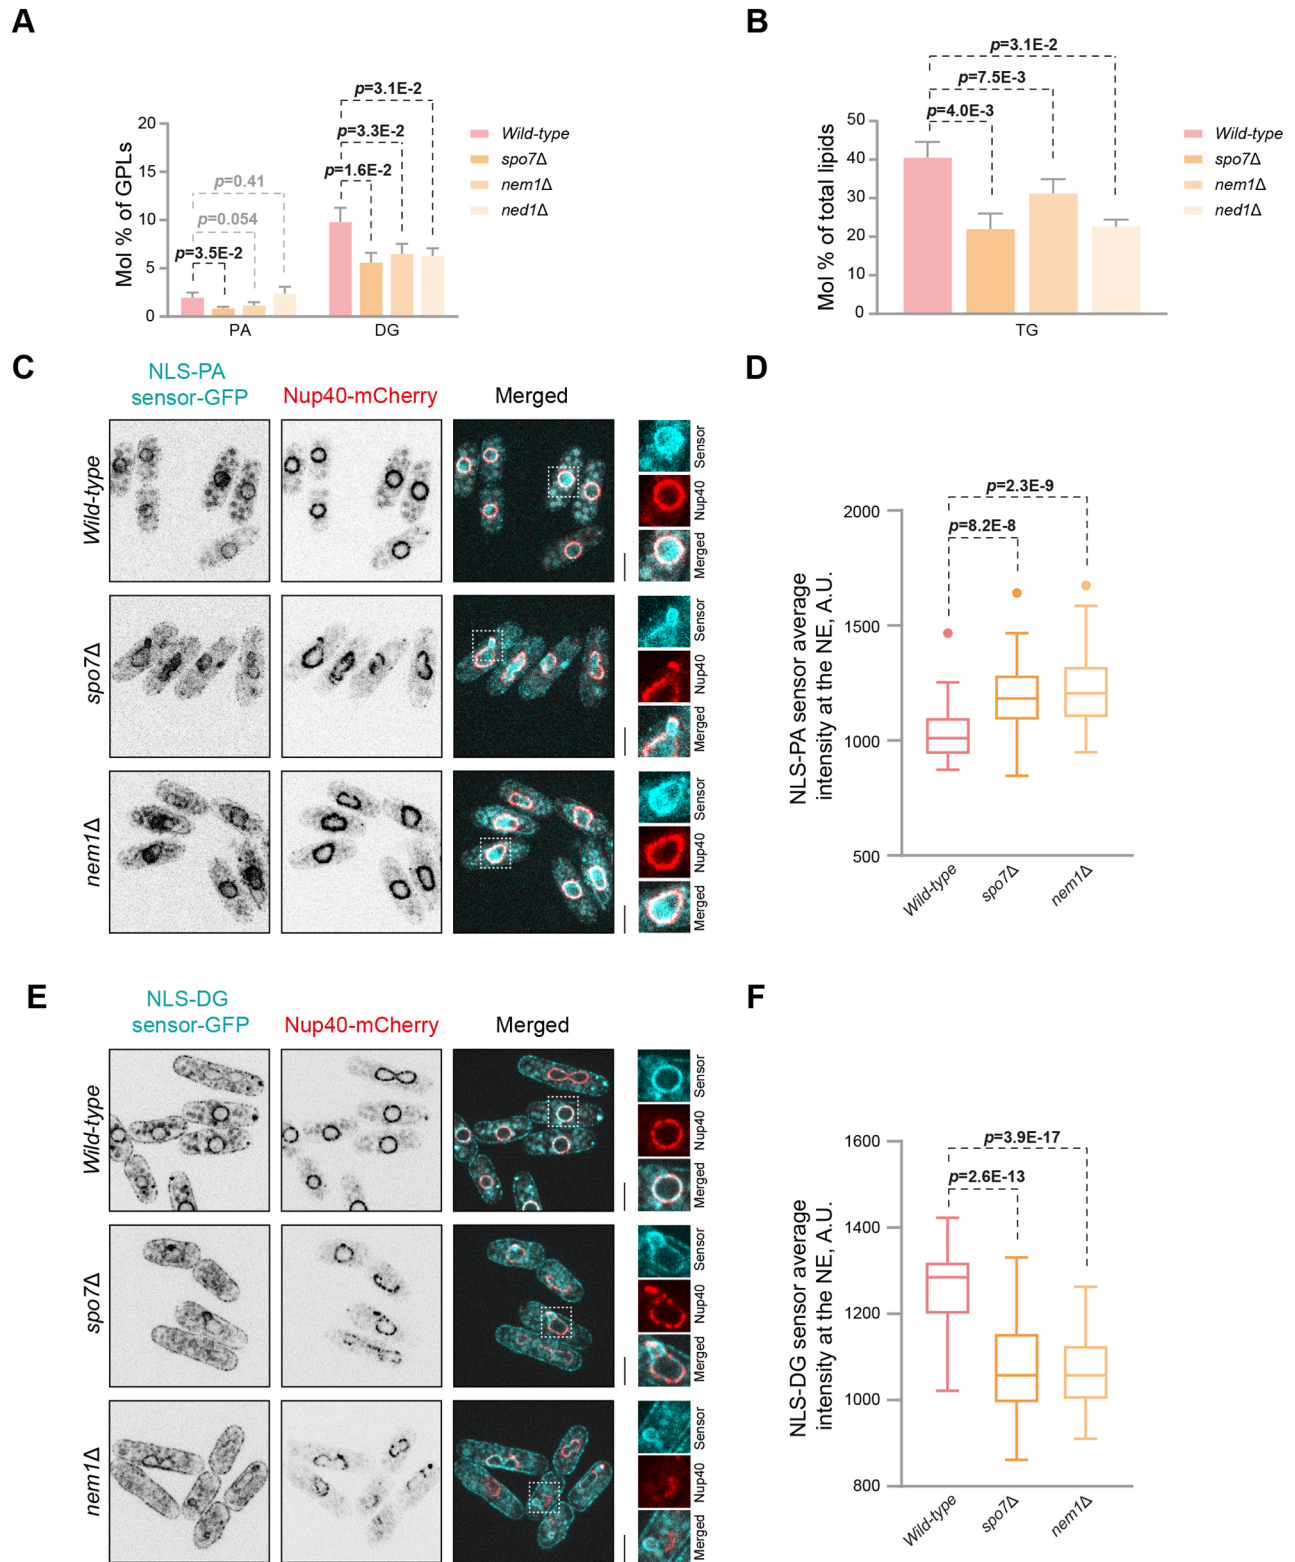 A
p=3.1E-2
p=3.3E-2
p=1.6E-2
p=0.41
p=0.054
p=3.5E-2
Mol % of GPLs
20
15
10
5
0
PA
DG
Wild-type
spo7Δ
nem1Δ
ned1Δ
B
p=3.1E-2
p=7.5E-3
p=4.0E-3
Mol % of total lipids
50
40
30
20
10
0
TG
Wild-type
spo7Δ
nem1Δ
ned1Δ
C
NLS-PA
sensor-GFP
Nup40-mCherry
Merged
Wild-type
Sensor
Nup40
Merged
spo7Δ
Sensor
Nup40
Merged
nem1Δ
Sensor
Nup40
Merged
D
p=2.3E-9
p=8.2E-8
NLS-PA sensor average
intensity at the NE, A.U.
2000
1500
1000
500
Wild-type
spo7Δ
nem1Δ
E
NLS-DG
sensor-GFP
Nup40-mCherry
Merged
Wild-type
Sensor
Nup40
Merged
spo7Δ
Sensor
Nup40
Merged
nem1Δ
Sensor
Nup40
Merged
F
p=3.9E-17
p=2.6E-13
NLS-DG sensor average
intensity at the NE, A.U.
1600
1400
1200
1000
800
Wild-type
spo7Δ
nem1Δ